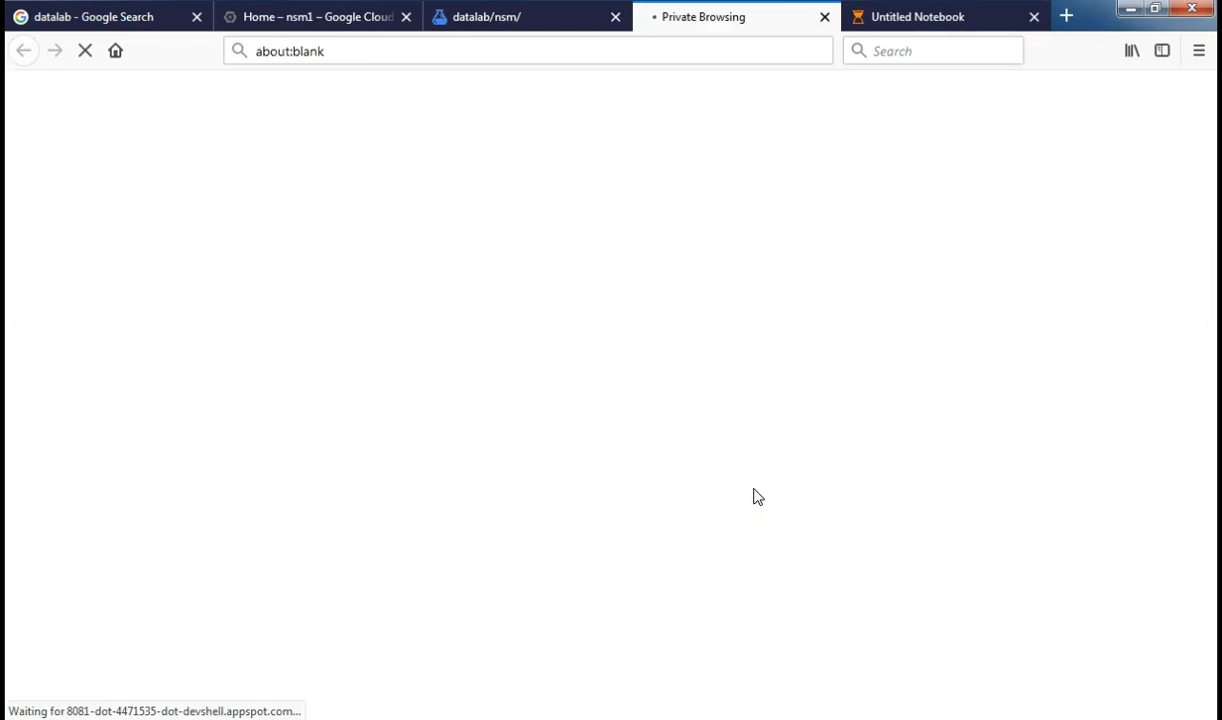 datalab - Google Search
Home – nsm1 – Google Cloud
datalab/nsm/
Private Browsing
Untitled Notebook
about:blank
Search
Waiting for 8081-dot-4471535-dot-devshell.appspot.com...